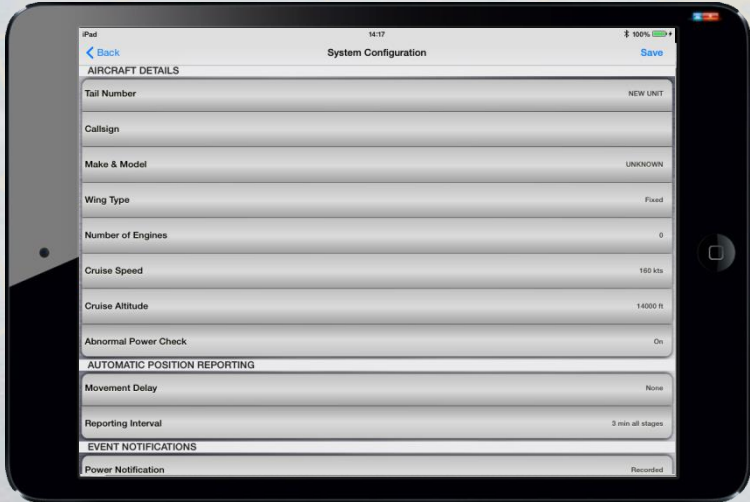 iPad 14:17 100%
Back System Configuration Save
AIRCRAFT DETAILS
Tail Number NEW UNIT
Callsign
Make & Model UNKNOWN
Wing Type Fixed
Number of Engines 0
Cruise Speed 160 kts
Cruise Altitude 14000 ft
Abnormal Power Check On
AUTOMATIC POSITION REPORTING
Movement Delay None
Reporting Interval 3 min all stages
EVENT NOTIFICATIONS
Power Notification Recorded